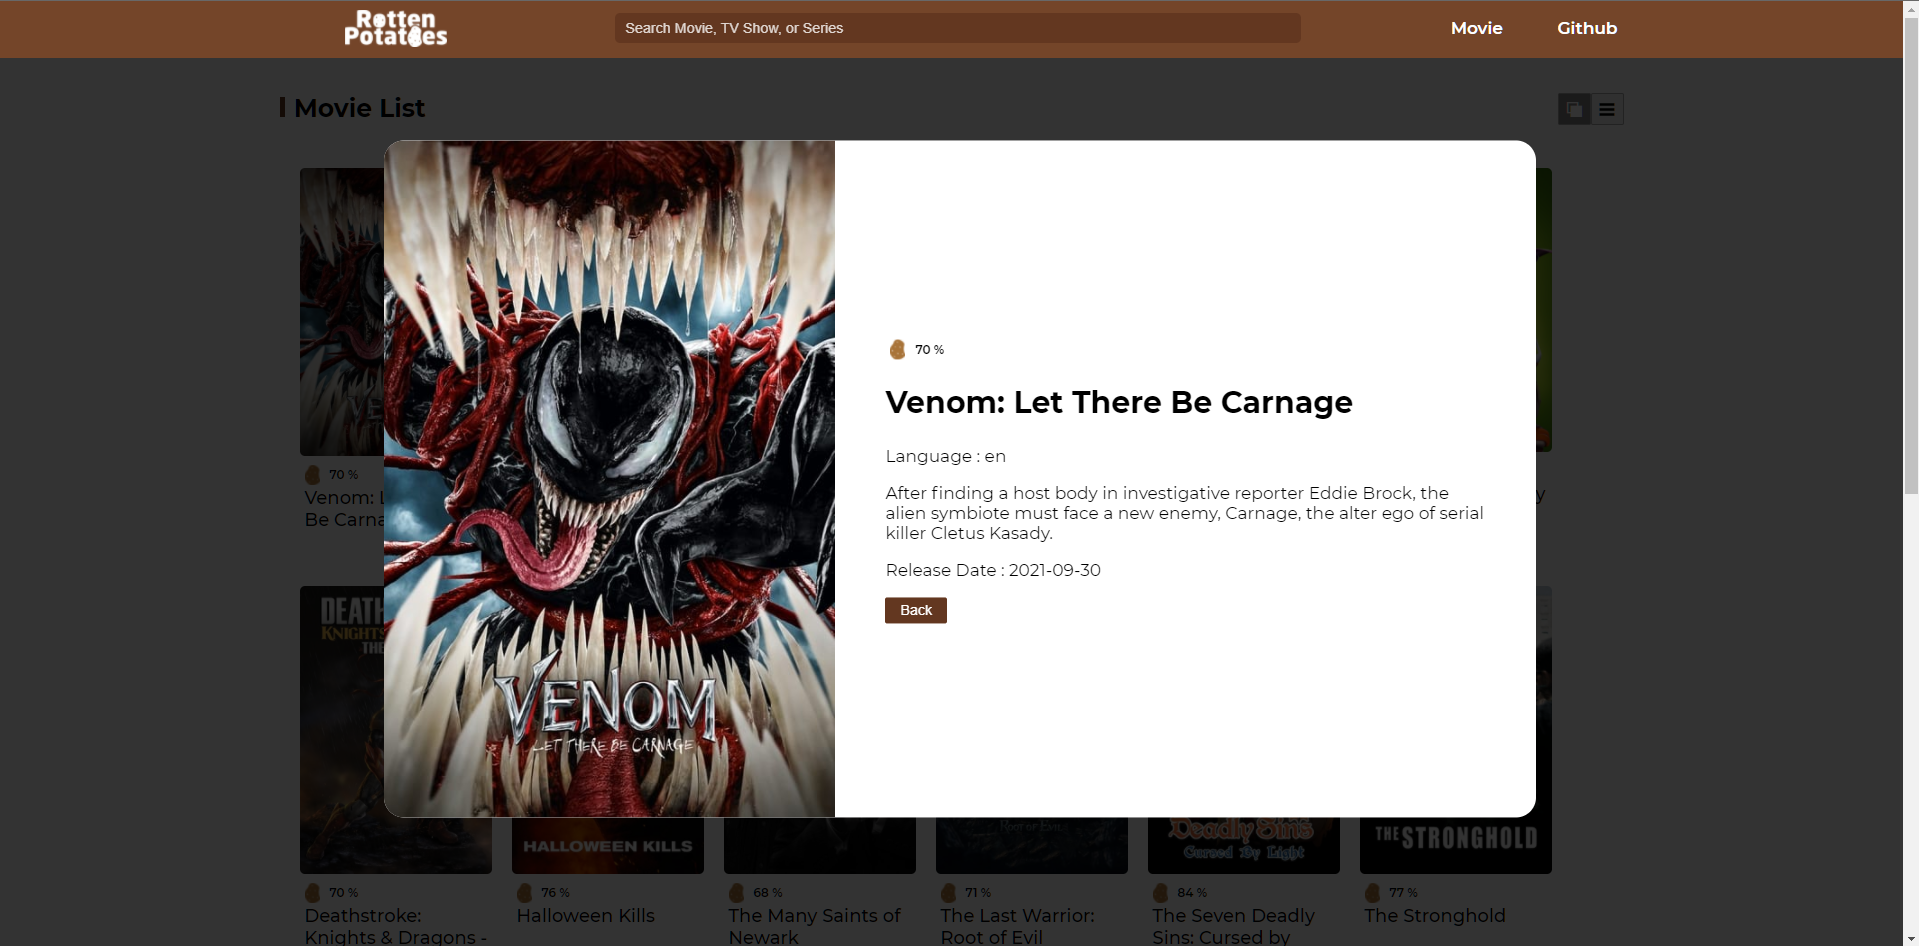 Rotten
Potatoes
Search Movie, TV Show, or Series
Movie
Github
Movie List
70 %
Venom: L
Be Carna
y
70 %
Venom: Let There Be Carnage
Language : en
After finding a host body in investigative reporter Eddie Brock, the
alien symbiote must face a new enemy, Carnage, the alter ego of serial
killer Cletus Kasady.
Release Date : 2021-09-30
Back
VENOM
LET THERE BE CARNAGE
DEATH
KNIGHTS
THE
HALLOWEEN KILLS
Root of Evil
Deadly Sins
Cursed By Light
THE STRONGHOLD
70 %
Deathstroke:
Knights & Dragons -
76 %
Halloween Kills
68 %
The Many Saints of
Newark
71 %
The Last Warrior:
Root of Evil
84 %
The Seven Deadly
Sins: Cursed by
77 %
The Stronghold